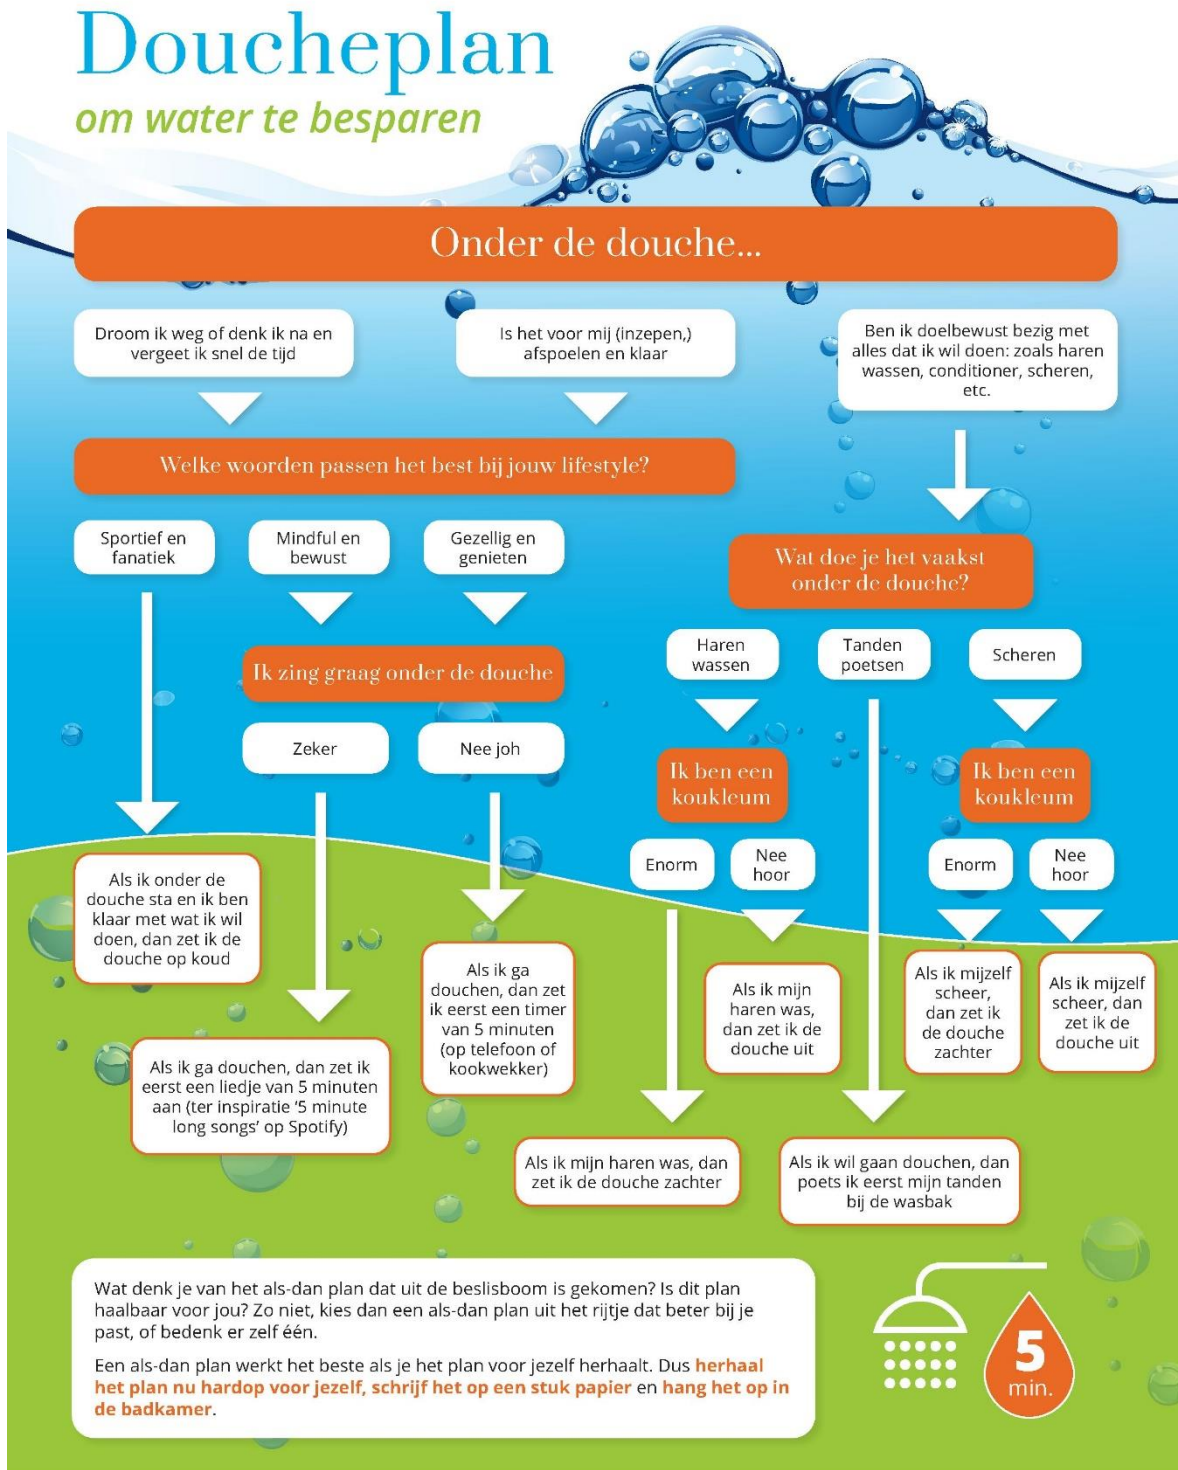 Doucheplan
om water te besparen
Onder de douche...
Droom ik weg of denk ik na en
vergeet ik snel de tijd
Is het voor mij (inzepen,)
afspoelen en klaar
Ben ik doelbewust bezig met
alles dat ik wil doen: zoals haren
wassen, conditioner, scheren,
etc.
Welke woorden passen het best bij jouw lifestyle?
Sportief en
fanatiek
Mindful en
bewust
Gezellig en
genieten
Wat doe je het vaakst
onder de douche?
Ik zing graag onder de douche
Haren
wassen
Tanden
poetsen
Scheren
Zeker
Nee joh
Ik ben een
koukleum
Ik ben een
koukleum
Enorm
Nee
hoor
Enorm
Nee
hoor
Als ik onder de
douche sta en ik ben
klaar met wat ik wil
doen, dan zet ik de
douche op koud
Als ik ga
douchen, dan zet
ik eerst een timer
van 5 minuten
(op telefoon of
kookwekker)
Als ik mijn
haren was,
dan zet ik de
douche uit
Als ik mijzelf
scheer,
dan zet ik
de douche
zachter
Als ik mijzelf
scheer, dan
zet ik de
douche uit
Als ik ga douchen, dan zet ik
eerst een liedje van 5 minuten
aan (ter inspiratie ‘5 minute
long songs’ op Spotify)
Als ik mijn haren was, dan
zet ik de douche zachter
Als ik wil gaan douchen, dan
poets ik eerst mijn tanden
bij de wasbak
Wat denk je van het als-dan plan dat uit de beslisboom is gekomen? Is dit plan
haalbaar voor jou? Zo niet, kies dan een als-dan plan uit het rijtje dat beter bij je
past, of bedenk er zelf één.
Een als-dan plan werkt het beste als je het plan voor jezelf herhaalt. Dus herhaal
het plan nu hardop voor jezelf, schrijf het op een stuk papier en hang het op in
de badkamer.
5
min.